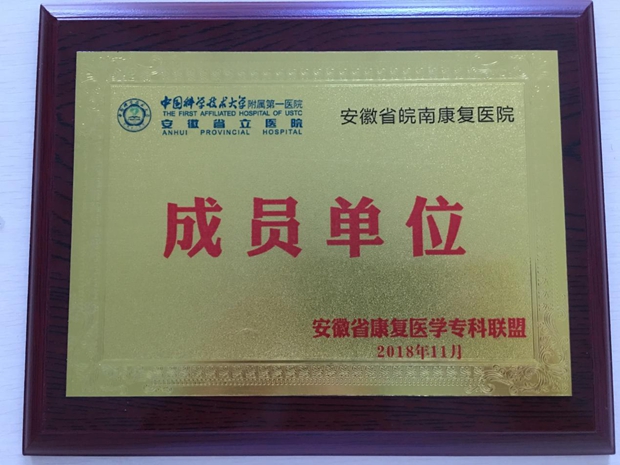 中国科学技术大学附属第一医院
THE FIRST AFFILIATED HOSPITAL OF USTC
安徽省立医院
ANHUI PROVINCIAL HOSPITAL
安徽省皖南康复医院
成员单位
安徽省康复医学专科联盟
2018年11月